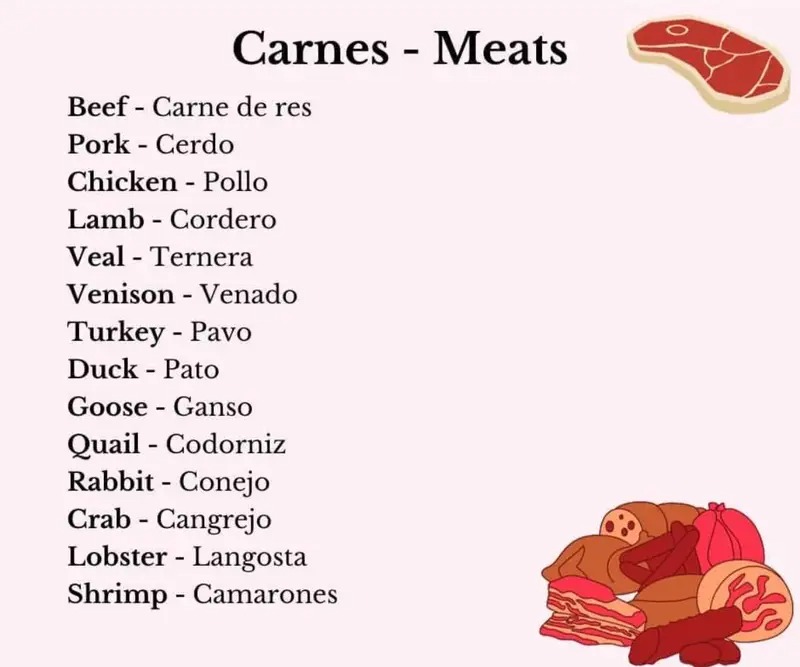 Carnes - Meats
Beef - Carne de res
Pork - Cerdo
Chicken - Pollo
Lamb - Cordero
Veal - Ternera
Venison - Venado
Turkey - Pavo
Duck - Pato
Goose - Ganso
Quail - Codorniz
Rabbit - Conejo
Crab - Cangrejo
Lobster - Langosta
Shrimp - Camarones